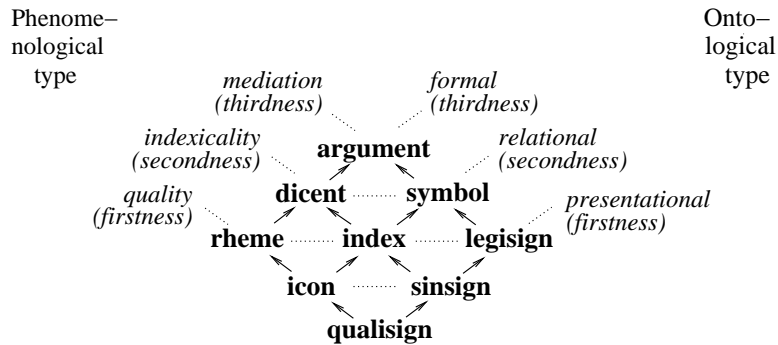 Phenome–
nological
type
Onto–
logical
type
mediation
(thirdness)
formal
(thirdness)
indexicality
(secondness)
argument
relational
(secondness)
quality
(firstness)
dicent
symbol
presentational
(firstness)
rheme
index
legisign
icon
sinsign
qualisign